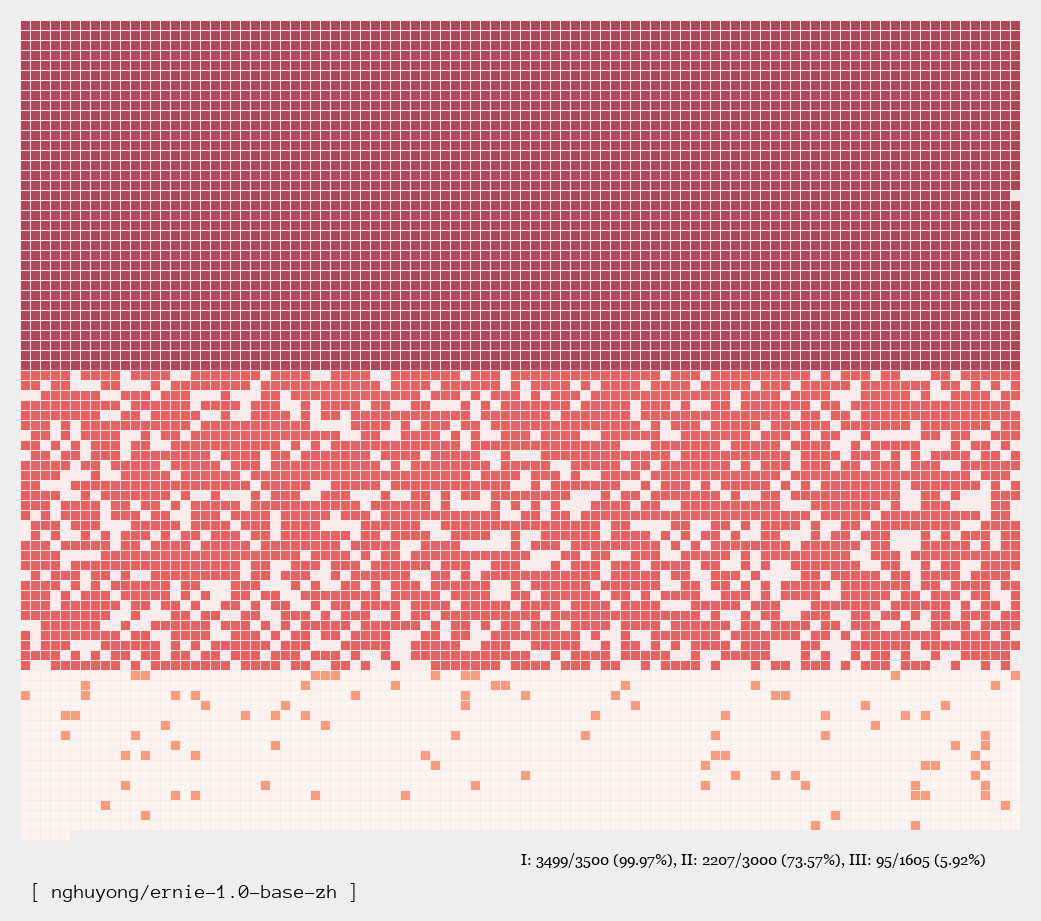 I: 3499/3500 (99.97%), II: 2207/3000 (73.57%), III: 95/1605 (5.92%)
[ nghuyong/ernie-1.0-base-zh ]